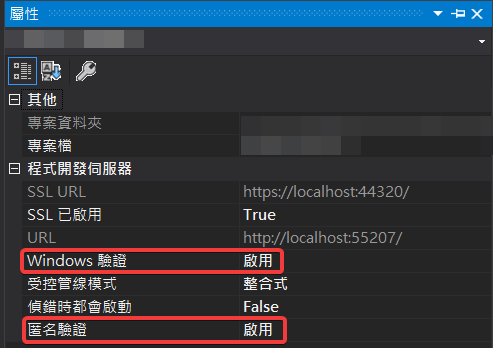 屬性
其他
專案資料夾
專案檔
程式開發伺服器
SSL URL https://localhost:44320/
SSL 已啟用 True
URL http://localhost:55207/
Windows 驗證 啟用
受控管線模式 整合式
偵錯時都會啟動 False
匿名驗證 啟用